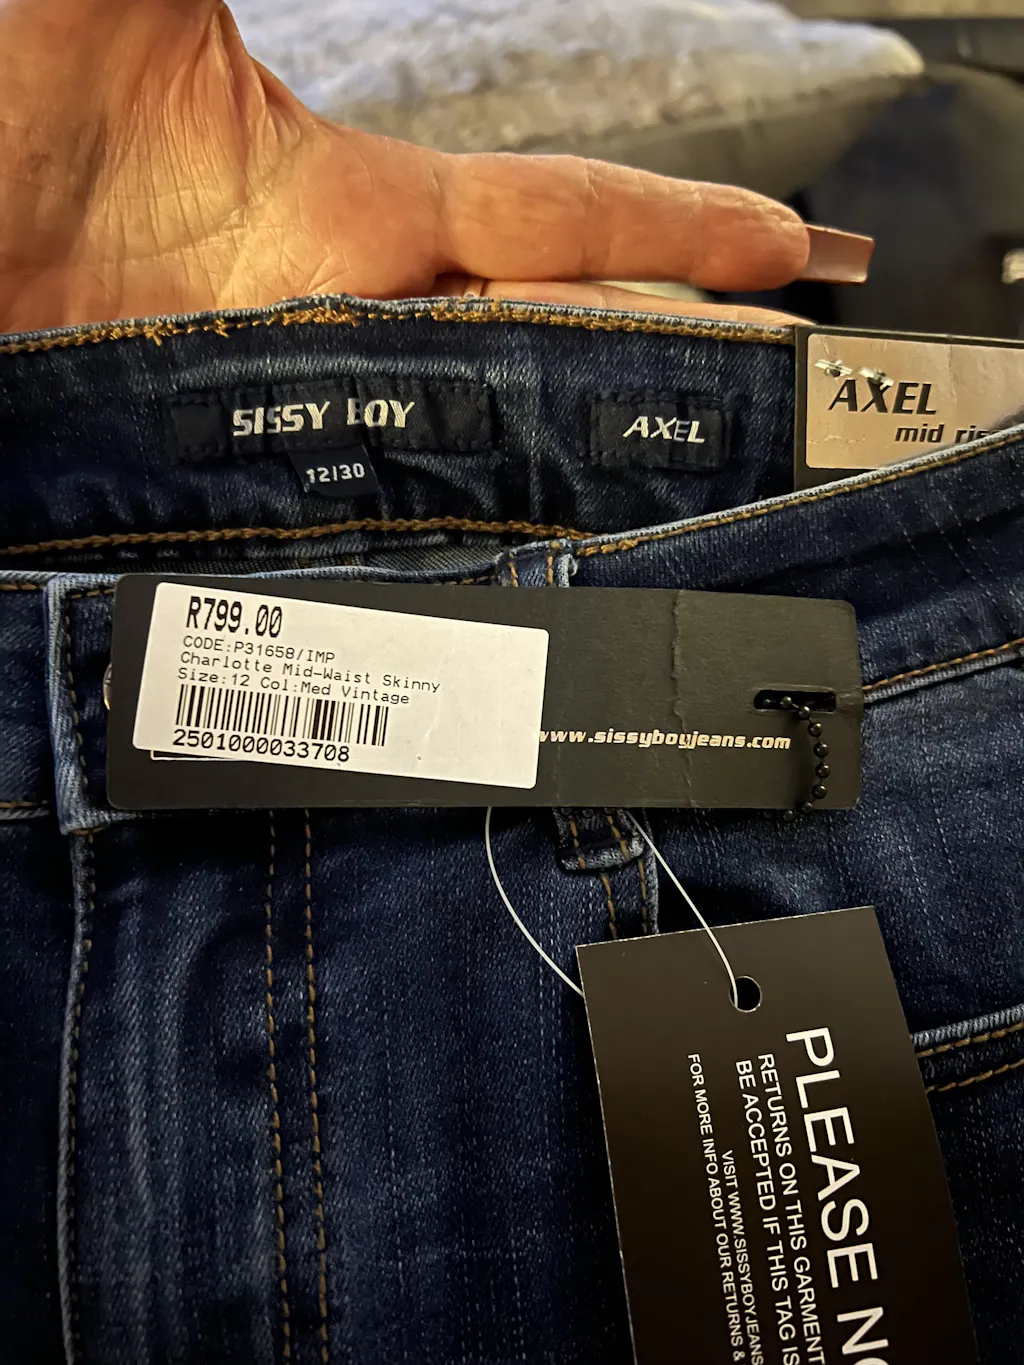 SISSY BOY
12/30
AXEL
AXEL
mid
R799.00
CODE:P31658/IMP
Charlotte Mid-Waist Skinny
Size:12 Col:Med Vintage
2501000033708
www.sissyboyjeans.com
PLEASE
RETURNS ON THIS GARMENT
BE ACCEPTED IF THIS TAG IS
VISIT WWW.SISSYBOYJEANS
FOR MORE INFO ABOUT OUR RETURNS &